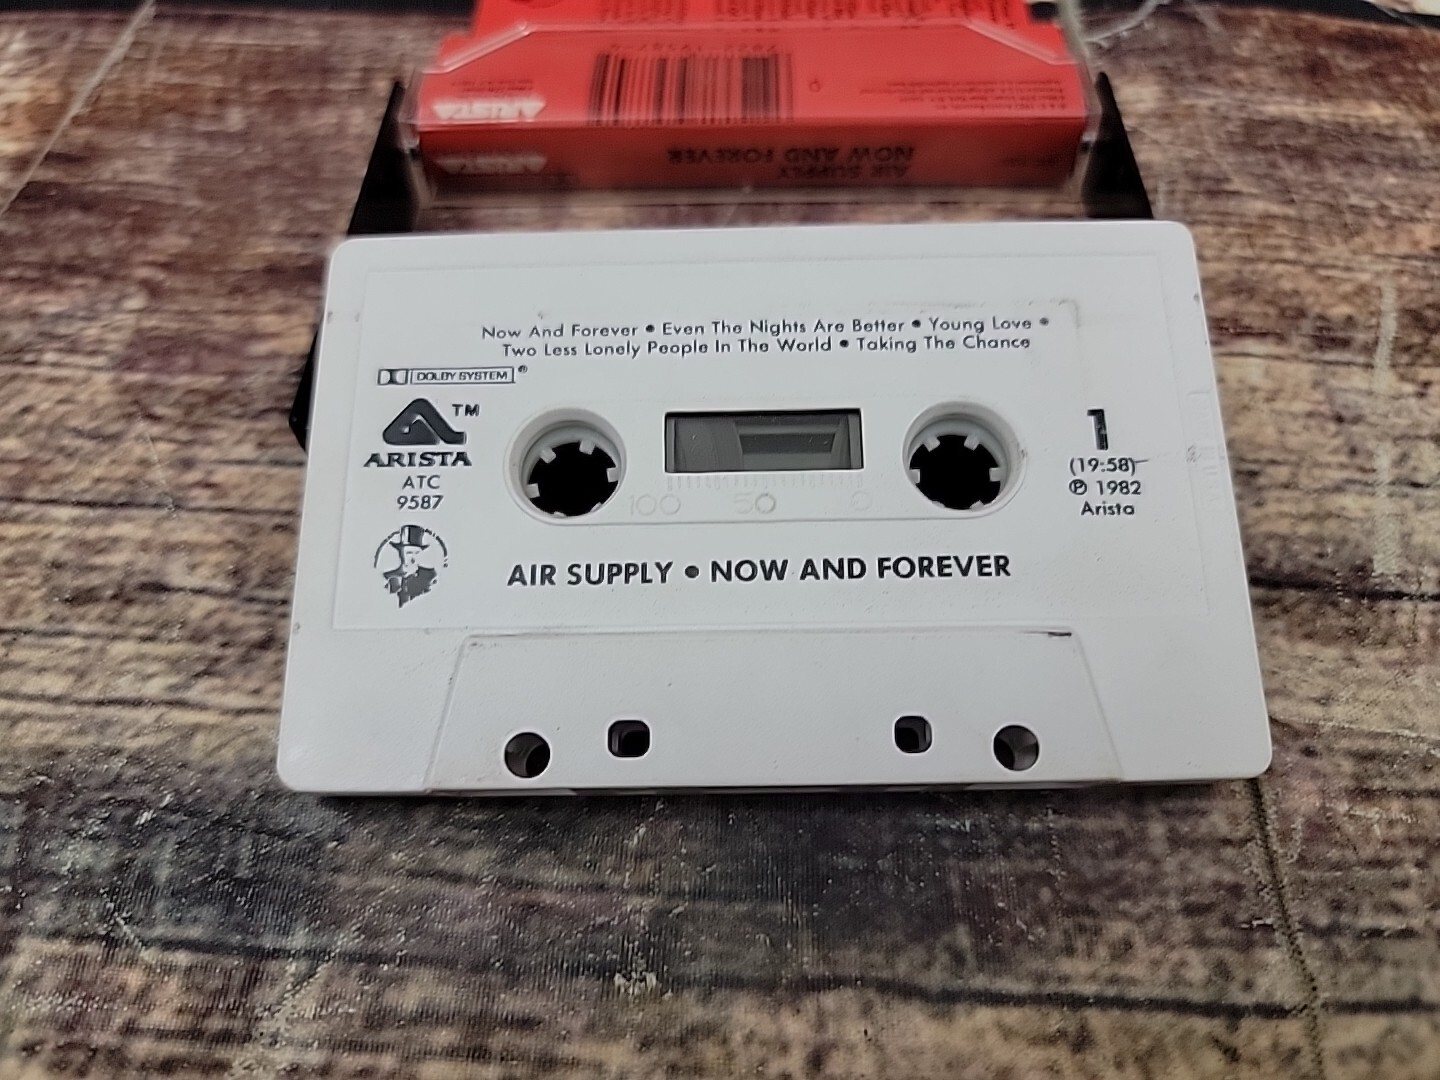 ARISTA
ARISTA
AIR SUPPLY
NOW AND FOREVER
Now And Forever • Even The Nights Are Better • Young Love •
Two Less Lonely People In The World • Taking The Chance
DOLBY SYSTEM ®
TM
ARISTA
ATC
9587
1
(19:58)
℗ 1982
Arista
100 50 0
AIR SUPPLY • NOW AND FOREVER